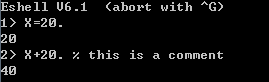 Eshell V6.1  (abort with ^G)
1> X=20.
20
2> X+20. % this is a comment
40